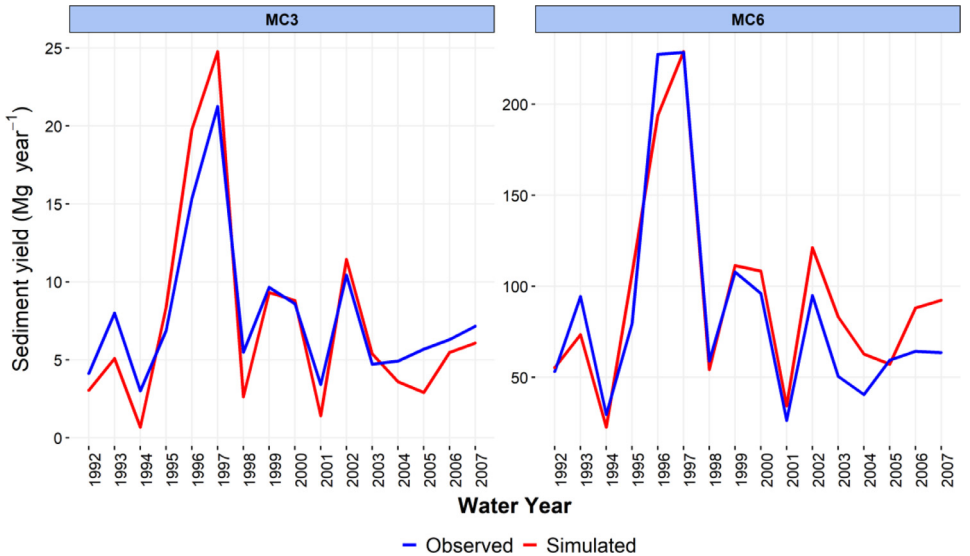 MC3
MC6
Sediment yield (Mg year⁻¹)
25
20
15
10
5
0
200
150
100
50
1992 1993 1994 1995 1996 1997 1998 1999 2000 2001 2002 2003 2004 2005 2006 2007
1992 1993 1994 1995 1996 1997 1998 1999 2000 2001 2002 2003 2004 2005 2006 2007
Water Year
Observed Simulated